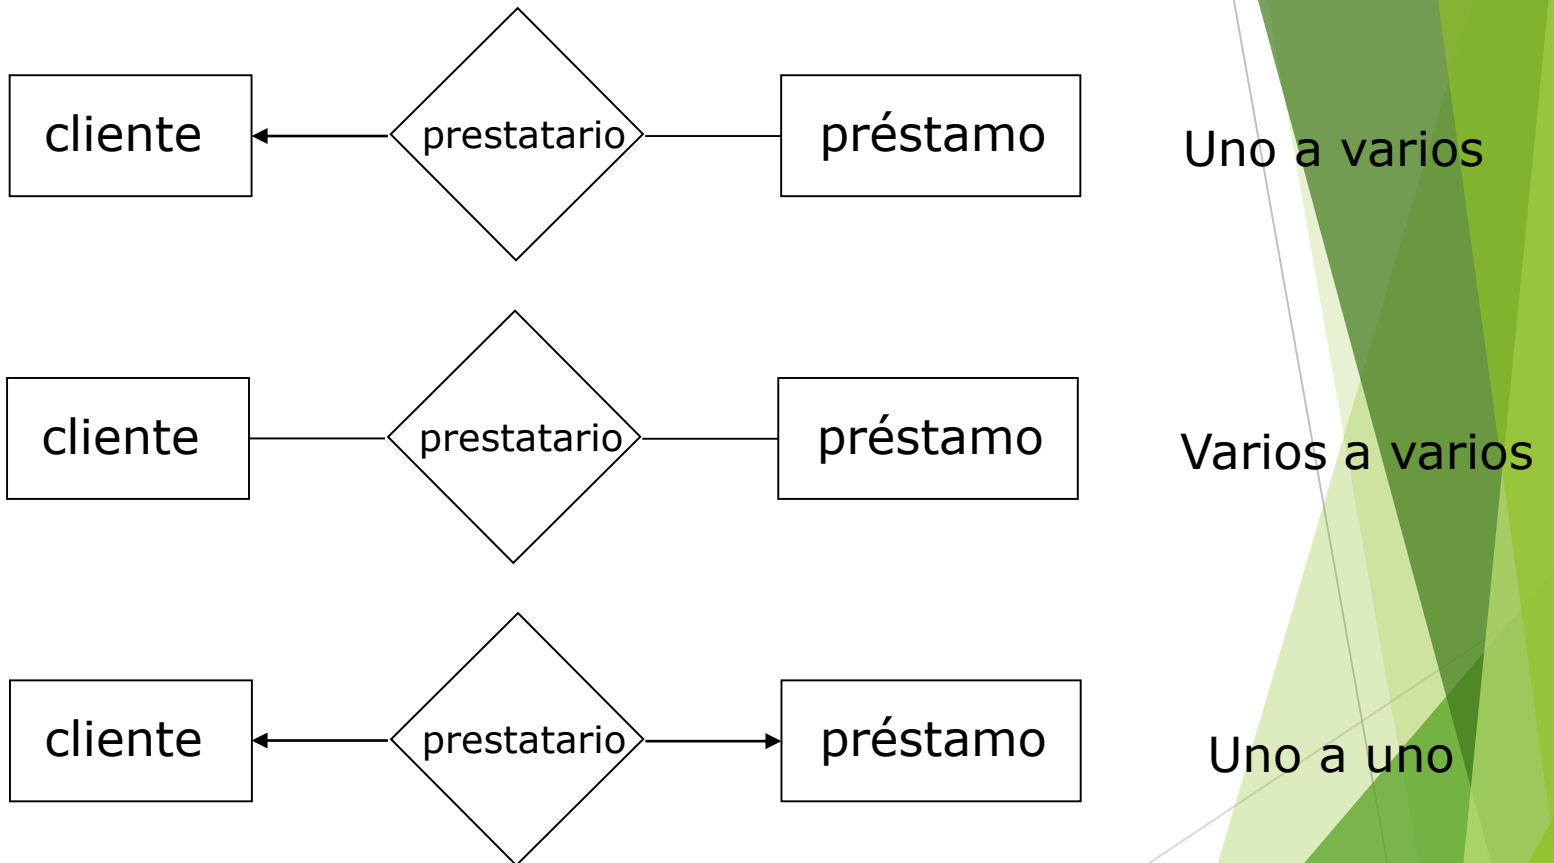 cliente prestatario préstamo Uno a varios
cliente prestatario préstamo Varios a varios
cliente prestatario préstamo Uno a uno